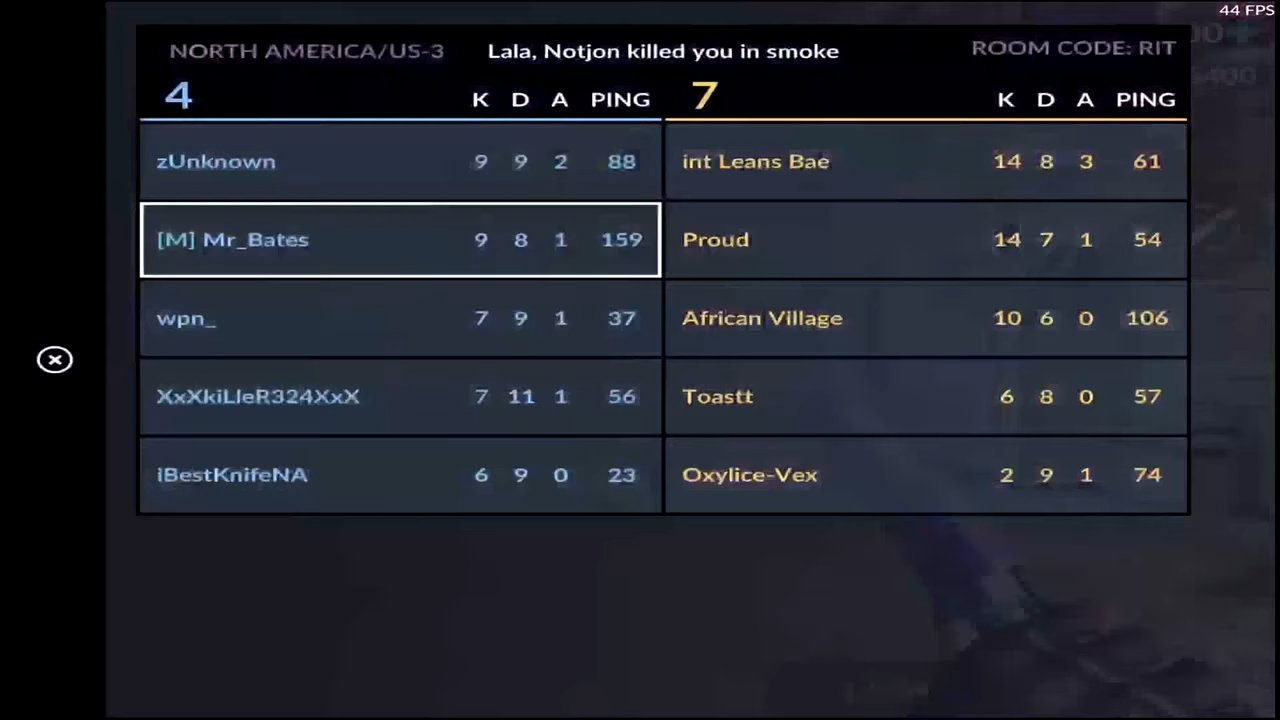 44 FPS
NORTH AMERICA/US-3 Lala, Notjon killed you in smoke ROOM CODE: RIT
4 K D A PING 7 K D A PING
zUnknown 9 9 2 88 int Leans Bae 14 8 3 61
[M] Mr_Bates 9 8 1 159 Proud 14 7 1 54
wpn_ 7 9 1 37 African Village 10 6 0 106
XxXkiLleR324XxX 7 11 1 56 Toastt 6 8 0 57
iBestKnifeNA 6 9 0 23 Oxylice-Vex 2 9 1 74